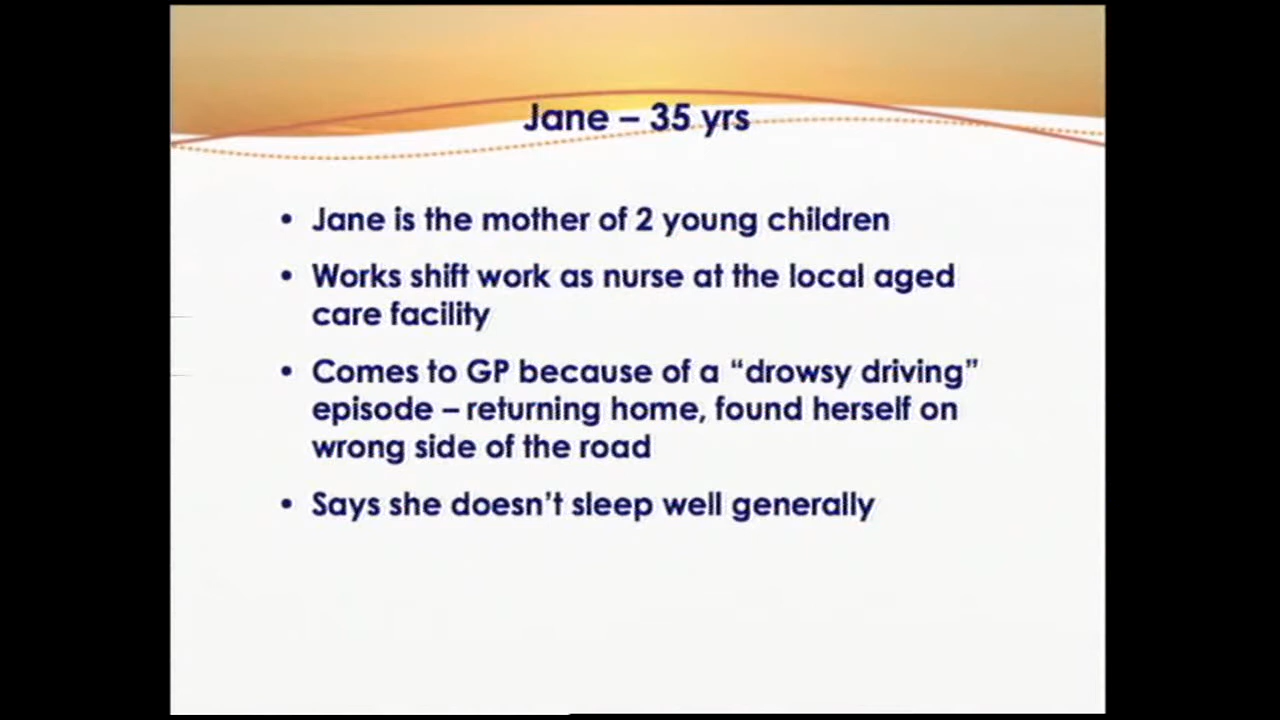 Jane – 35 yrs
• Jane is the mother of 2 young children
• Works shift work as nurse at the local aged
care facility
• Comes to GP because of a “drowsy driving”
episode – returning home, found herself on
wrong side of the road
• Says she doesn’t sleep well generally